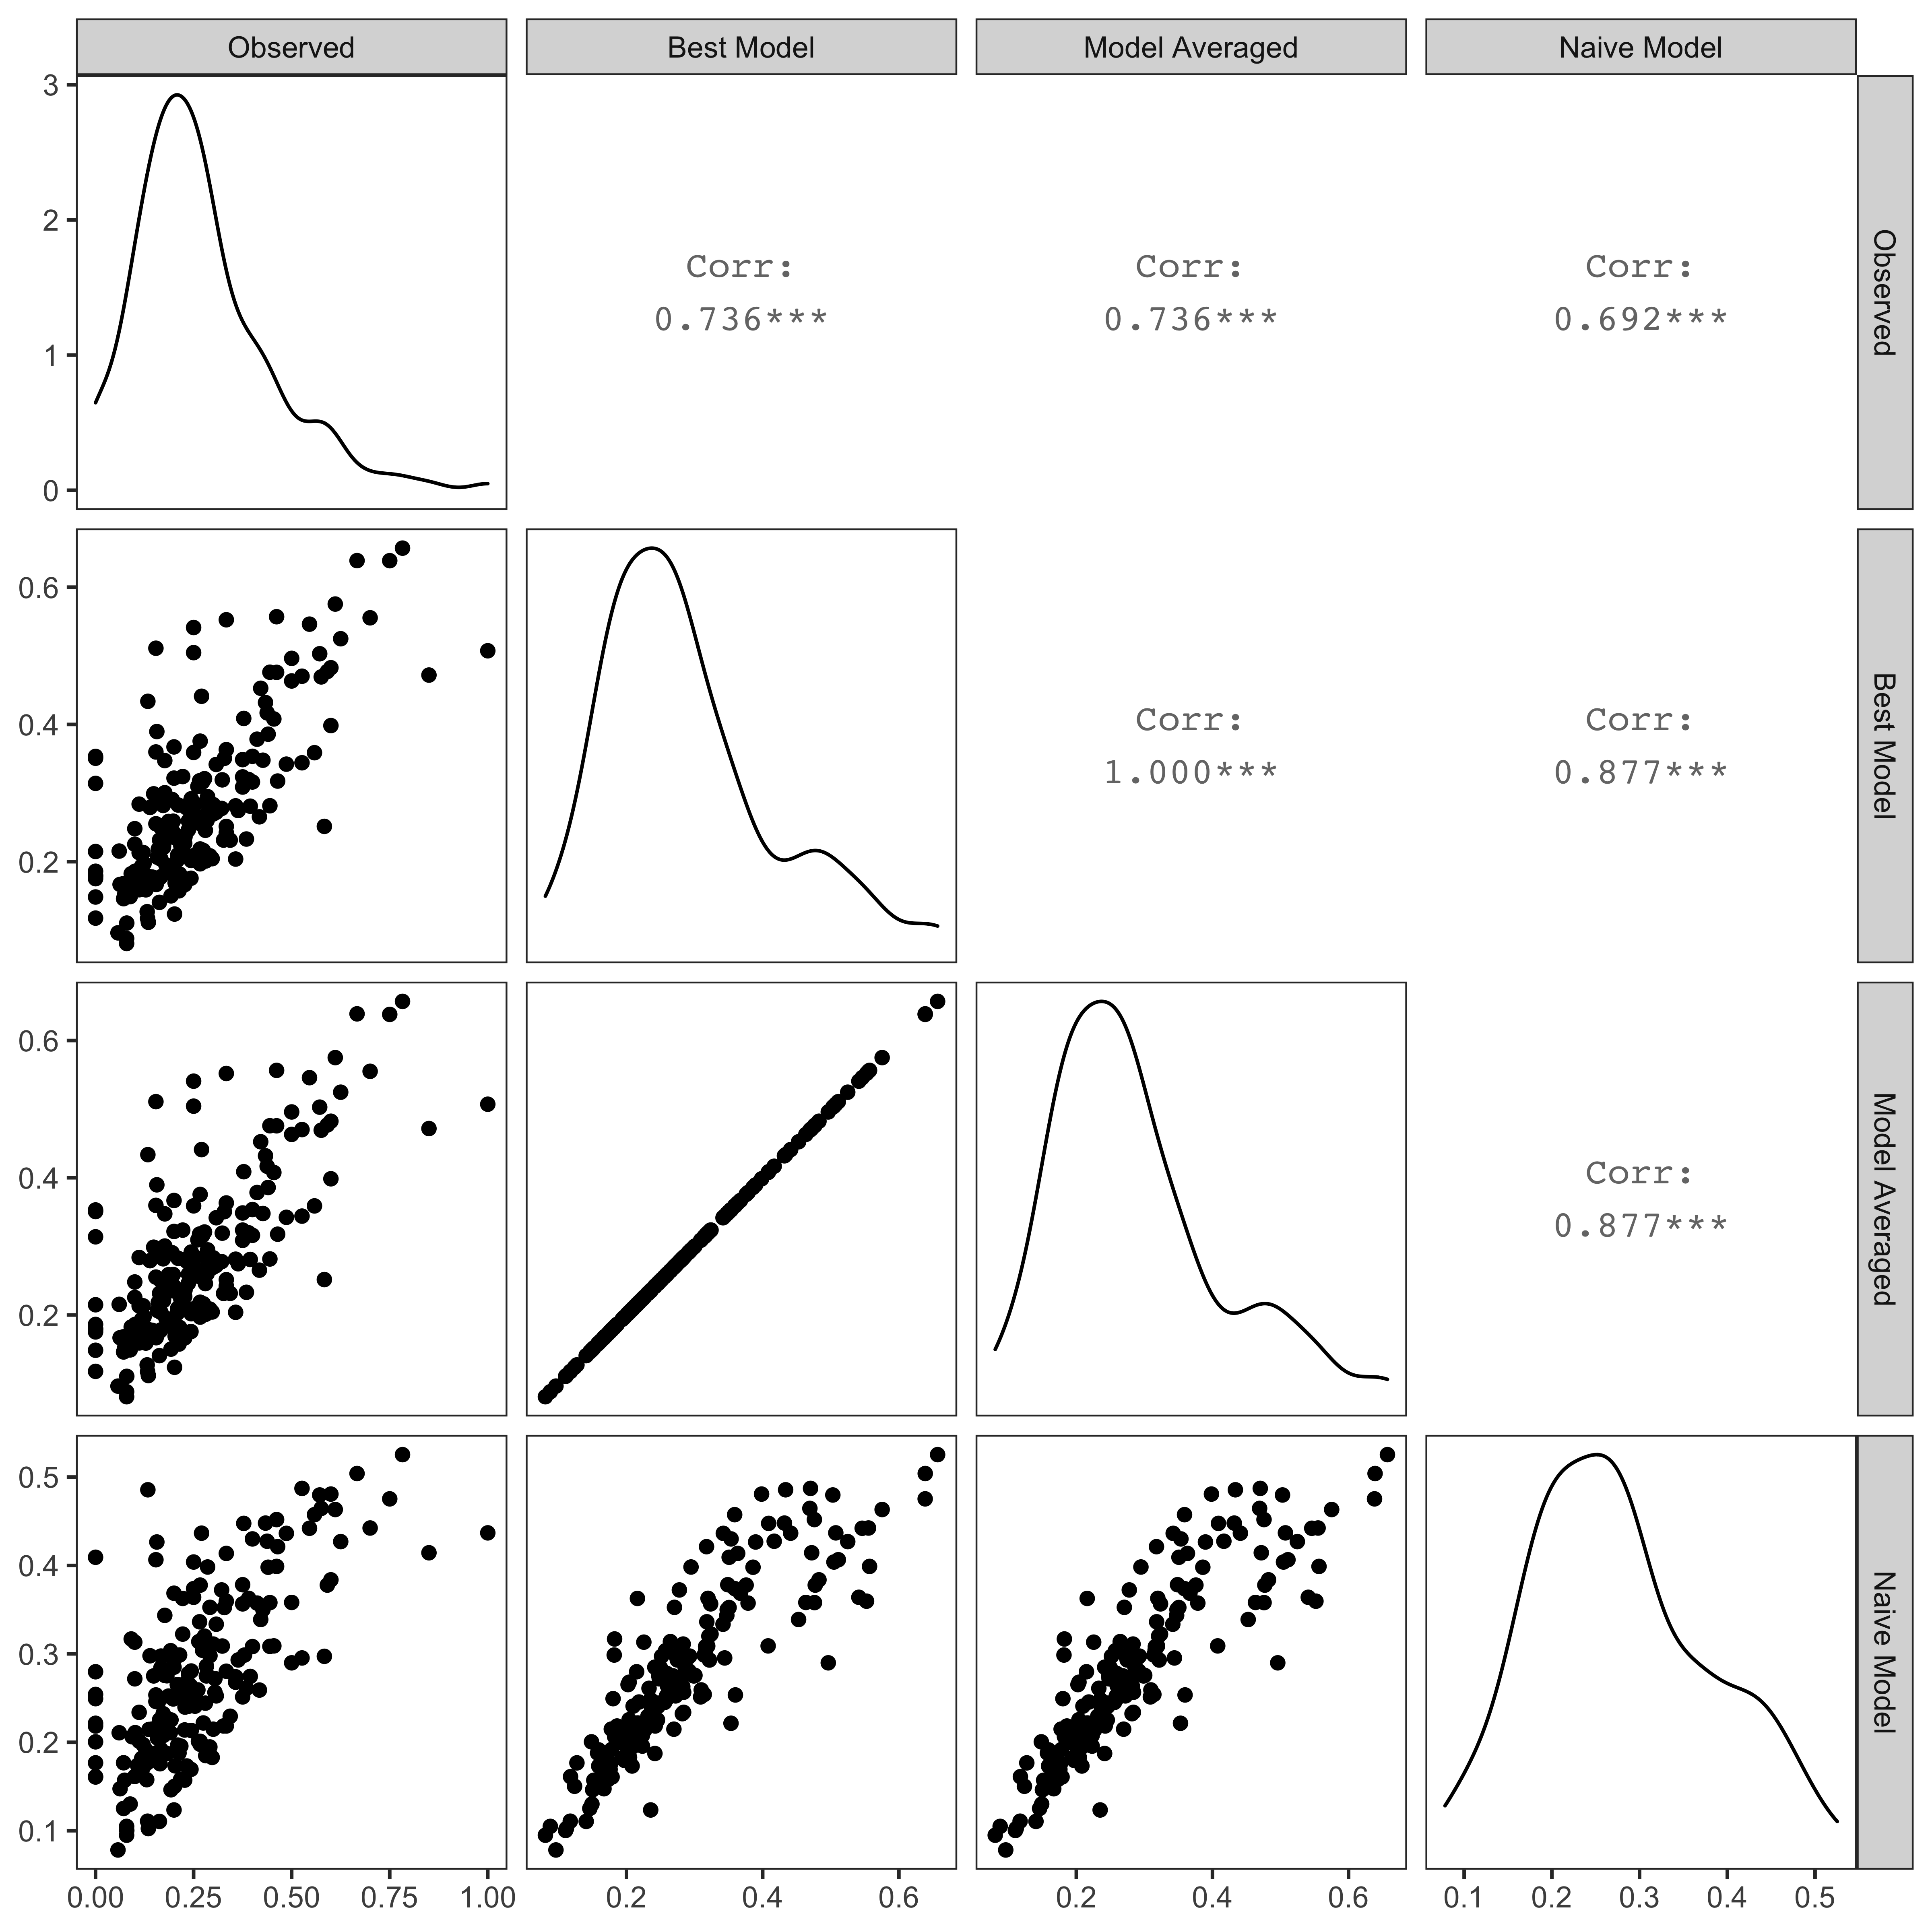 Observed
Best Model
Model Averaged
Naive Model
3
2
1
0
Corr:
0.736***
Corr:
0.736***
Corr:
0.692***
Observed
0.6
0.4
0.2
Corr:
1.000***
Corr:
0.877***
Best Model
0.6
0.4
0.2
Corr:
0.877***
Model Averaged
0.5
0.4
0.3
0.2
0.1
Naive Model
0.00 0.25 0.50 0.75 1.00
0.2 0.4 0.6
0.2 0.4 0.6
0.1 0.2 0.3 0.4 0.5